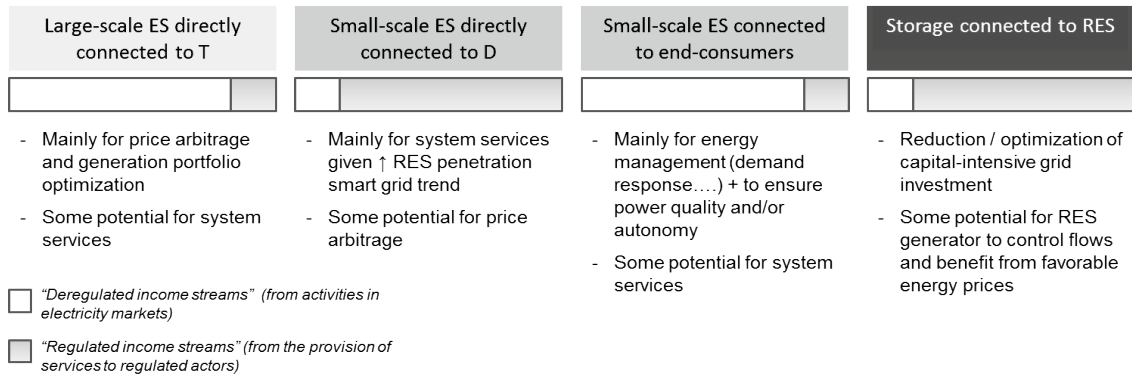 Large-scale ES directly
connected to T
- Mainly for price arbitrage
and generation portfolio
optimization
- Some potential for system
services
Small-scale ES directly
connected to D
- Mainly for system services
given ↑ RES penetration
smart grid trend
- Some potential for price
arbitrage
Small-scale ES connected
to end-consumers
- Mainly for energy
management (demand
response….) + to ensure
power quality and/or
autonomy
- Some potential for system
services
Storage connected to RES
- Reduction / optimization of
capital-intensive grid
investment
- Some potential for RES
generator to control flows
and benefit from favorable
energy prices
“Deregulated income streams” (from activities in
electricity markets)
“Regulated income streams” (from the provision of
services to regulated actors)